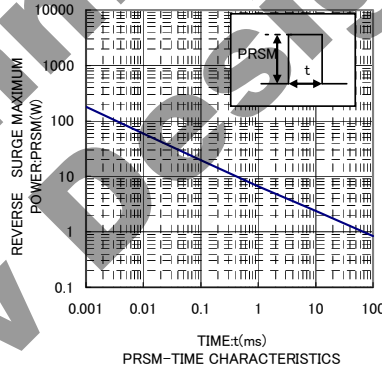 10000
1000
100
10
1
0.1
REVERSE SURGE MAXIMUM
POWER:PRSM(W)
PRSM
t
0.001 0.01 0.1 1 10 100
TIME:t(ms)
PRSM-TIME CHARACTERISTICS